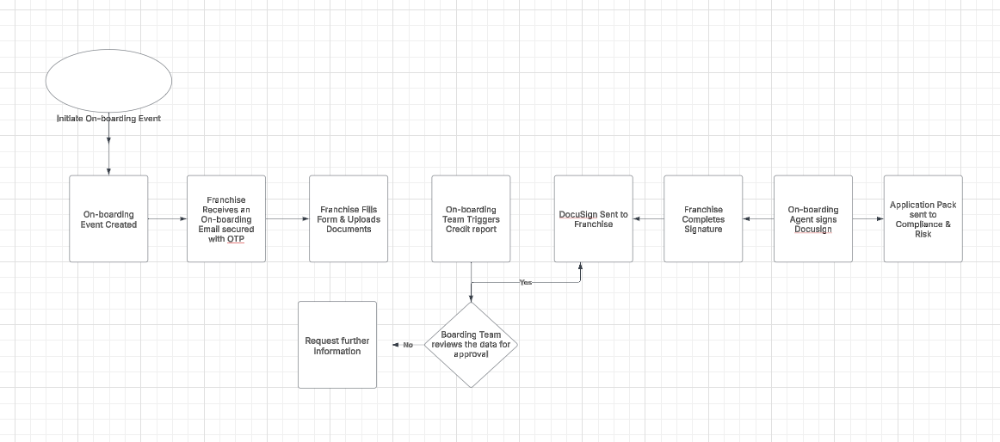 Initiate On-boarding Event
On-boarding
Event Created
Franchise
Receives an
On-boarding
Email secured
with OTP
Franchise Fills
Form & Uploads
Documents
On-boarding
Team Triggers
Credit report
DocuSign Sent to
Franchise
Franchise
Completes
Signature
On-boarding
Agent signs
Docusign
Application Pack
sent to
Compliance &
Risk
Yes
Request further
information
No
Boarding Team
reviews the data for
approval